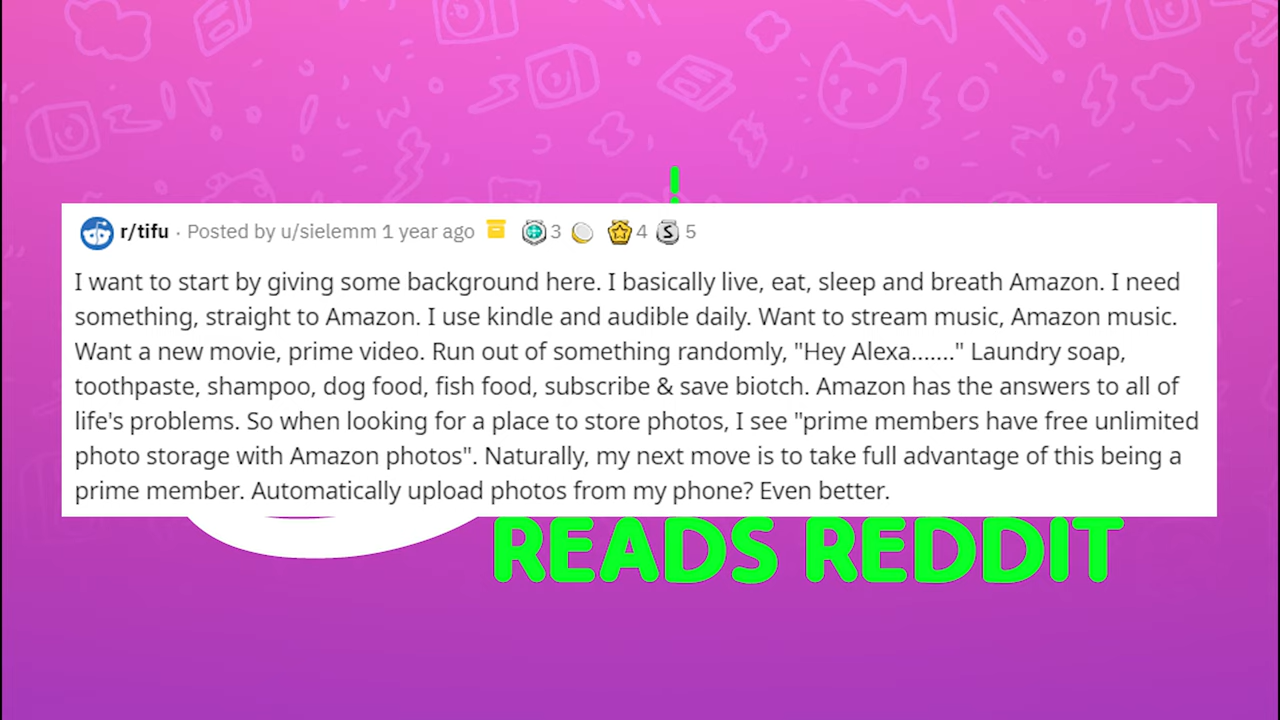 r/tifu · Posted by u/sielemm 1 year ago 3 4 S 5
I want to start by giving some background here. I basically live, eat, sleep and breath Amazon. I need
something, straight to Amazon. I use kindle and audible daily. Want to stream music, Amazon music.
Want a new movie, prime video. Run out of something randomly, "Hey Alexa......." Laundry soap,
toothpaste, shampoo, dog food, fish food, subscribe & save biotch. Amazon has the answers to all of
life's problems. So when looking for a place to store photos, I see "prime members have free unlimited
photo storage with Amazon photos". Naturally, my next move is to take full advantage of this being a
prime member. Automatically upload photos from my phone? Even better.
READS REDDIT